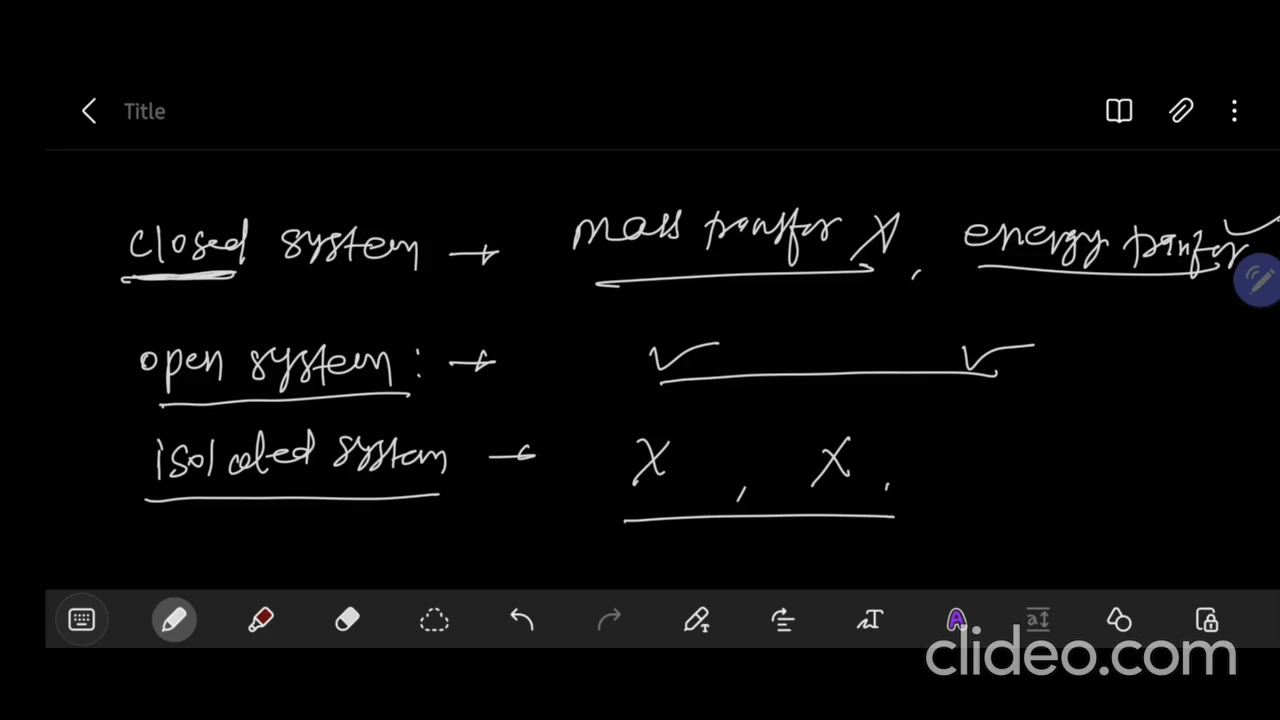 Title
closed system → mass transfer X, energy transfer ✓
open system : → ✓ ✓
isolated system → X , X .
clideo.com